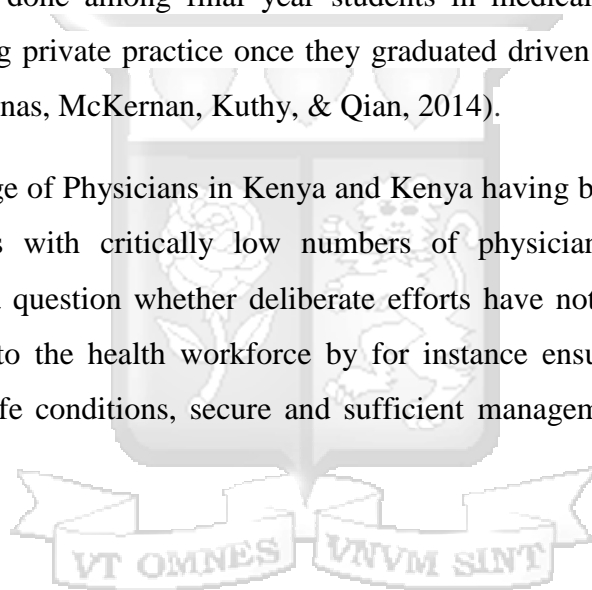 done among final year students in medical
g private practice once they graduated driven
nas, McKernan, Kuthy, & Qian, 2014).
ge of Physicians in Kenya and Kenya having b
s with critically low numbers of physician
question whether deliberate efforts have not
to the health workforce by for instance ensu
fe conditions, secure and sufficient managem
VT OMNES VNVM SINT